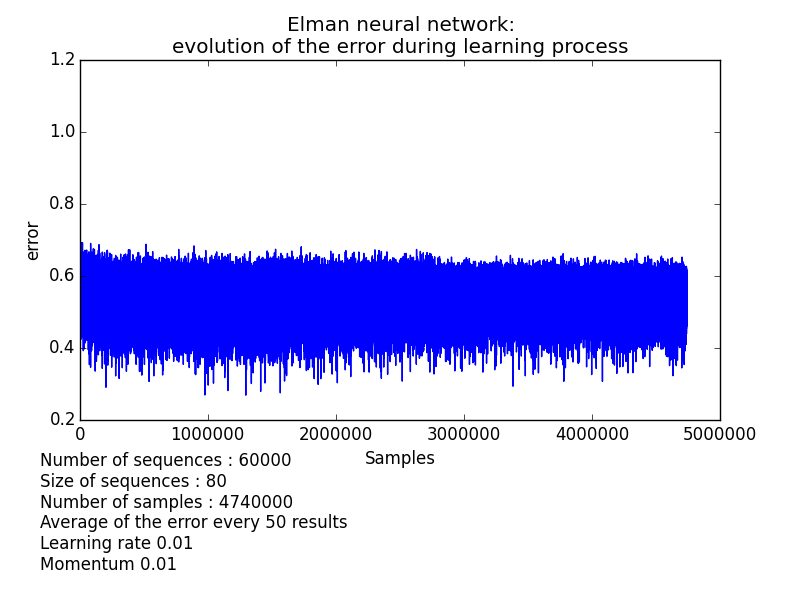 Elman neural network:
evolution of the error during learning process
1.2
1.0
0.8
0.6
0.4
0.2
error
0 1000000 2000000 3000000 4000000 5000000
Samples
Number of sequences : 60000
Size of sequences : 80
Number of samples : 4740000
Average of the error every 50 results
Learning rate 0.01
Momentum 0.01